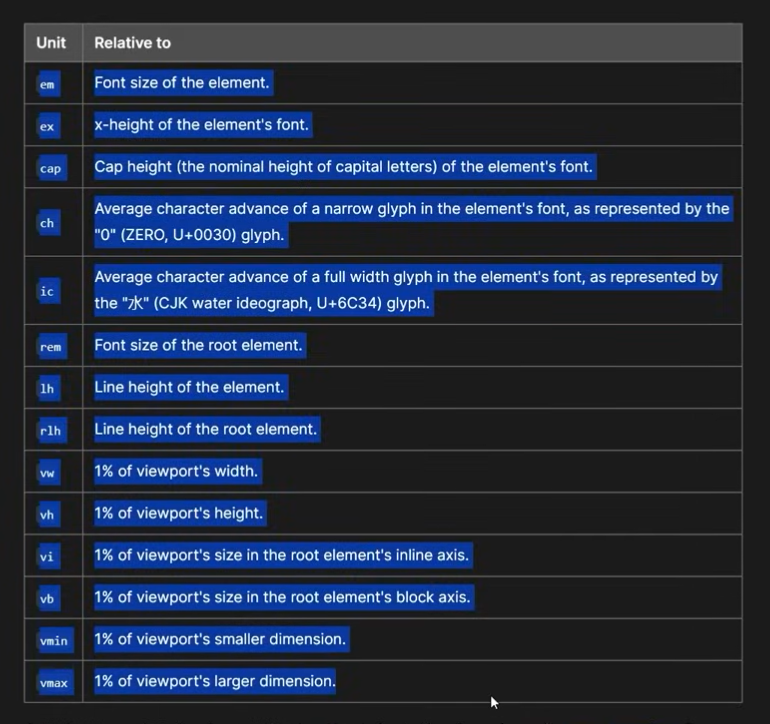 Unit Relative to
em Font size of the element.
ex x-height of the element's font.
cap Cap height (the nominal height of capital letters) of the element's font.
ch Average character advance of a narrow glyph in the element's font, as represented by the
"0" (ZERO, U+0030) glyph.
ic Average character advance of a full width glyph in the element's font, as represented by
the "水" (CJK water ideograph, U+6C34) glyph.
rem Font size of the root element.
lh Line height of the element.
rlh Line height of the root element.
vw 1% of viewport's width.
vh 1% of viewport's height.
vi 1% of viewport's size in the root element's inline axis.
vb 1% of viewport's size in the root element's block axis.
vmin 1% of viewport's smaller dimension.
vmax 1% of viewport's larger dimension.